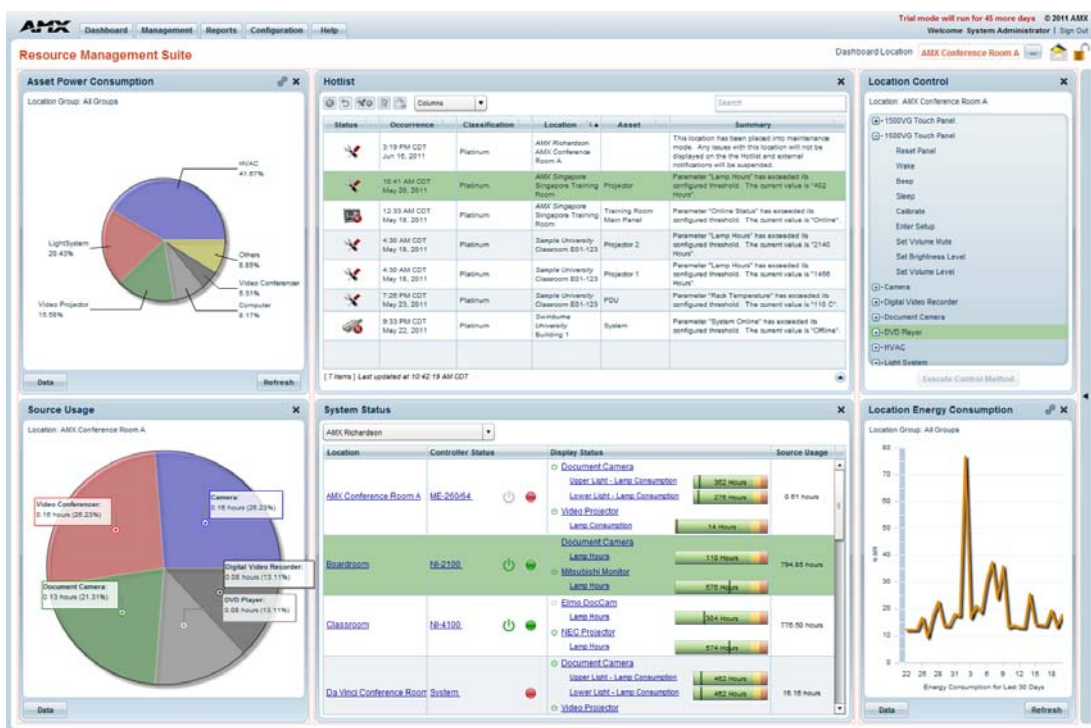 Trial mode will run for 45 more days © 2011 AMX
AMX Dashboard Management Reports Configuration Help
Welcome System Administrator | Sign Out
Resource Management Suite
Dashboard Location AMX Conference Room A
Asset Power Consumption
Location Group: All Groups
HVAC
41.67%
LightSystem
20.43%
Others
8.85%
Video Conferencer
5.31%
Video Projector
15.58%
Computer
8.17%
Data Refresh
Hotlist
Columns Search
Status Occurrence Classification Location Asset Summary
3:19 PM CDT
Jun 16, 2011
Platinum
AMX Richardson
AMX Conference
Room A
This location has been placed into maintenance
mode. Any issues with this location will not be
displayed on the the Hotlist and external
notifications will be suspended.
10:41 AM CDT
May 26, 2011
Platinum
AMX Singapore
Singapore Training
Room
Projector
Parameter "Lamp Hours" has exceeded its
configured threshold. The current value is "402
Hours".
12:33 AM CDT
May 18, 2011
Platinum
AMX Singapore
Singapore Training
Room
Training Room
Main Panel
Parameter "Online Status" has exceeded its
configured threshold. The current value is "Online".
4:30 AM CDT
May 18, 2011
Platinum
Sample University
Classroom E01-123
Projector 2
Parameter "Lamp Hours" has exceeded its
configured threshold. The current value is "2140
Hours".
4:30 AM CDT
May 18, 2011
Platinum
Sample University
Classroom E01-123
Projector 1
Parameter "Lamp Hours" has exceeded its
configured threshold. The current value is "1466
Hours".
7:26 PM CDT
May 23, 2011
Platinum
Sample University
Classroom E01-123
PDU
Parameter "Rack Temperature" has exceeded its
configured threshold. The current value is "110 C".
9:33 PM CDT
May 22, 2011
Platinum
Swinburne
University
Building 1
System
Parameter "System Online" has exceeded its
configured threshold. The current value is "Offline".
[ 7 items ] Last updated at 10:42:19 AM CDT
Location Control
Location: AMX Conference Room A
1500VG Touch Panel
1500VG Touch Panel
Reset Panel
Wake
Beep
Sleep
Calibrate
Enter Setup
Set Volume Mute
Set Brightness Level
Set Volume Level
Camera
Digital Video Recorder
Document Camera
DVD Player
HVAC
Light System
Execute Control Method
Source Usage
Location: AMX Conference Room A
Camera:
0.16 hours (26.23%)
Video Conferencer:
0.16 hours (26.23%)
Digital Video Recorder:
0.08 hours (13.11%)
Document Camera:
0.13 hours (21.31%)
DVD Player:
0.08 hours (13.11%)
Data
System Status
AMX Richardson
Location Controller Status Display Status Source Usage
AMX Conference Room A ME-260/64 0.61 hours
Document Camera
Upper Light - Lamp Consumption 362 Hours
Lower Light - Lamp Consumption 276 Hours
Video Projector
Lamp Consumption 14 Hours
Boardroom NI-2100 794.85 hours
Document Camera
Lamp Hours 110 Hours
Mitsubishi Monitor
Lamp Hours 576 Hours
Classroom NI-4100 776.60 hours
Elmo DocCam
Lamp Hours 304 Hours
NEC Projector
Lamp Hours 574 Hours
Da Vinci Conference Room System 16.16 hours
Document Camera
Upper Light - Lamp Consumption 462 Hours
Lower Light - Lamp Consumption 462 Hours
Video Projector
Location Energy Consumption
Location Group: All Groups
80
70
60
50
40
30
20
10
0
22 25 28 31 3 6 9 12 15 18
Energy Consumption for Last 30 Days
Data Refresh